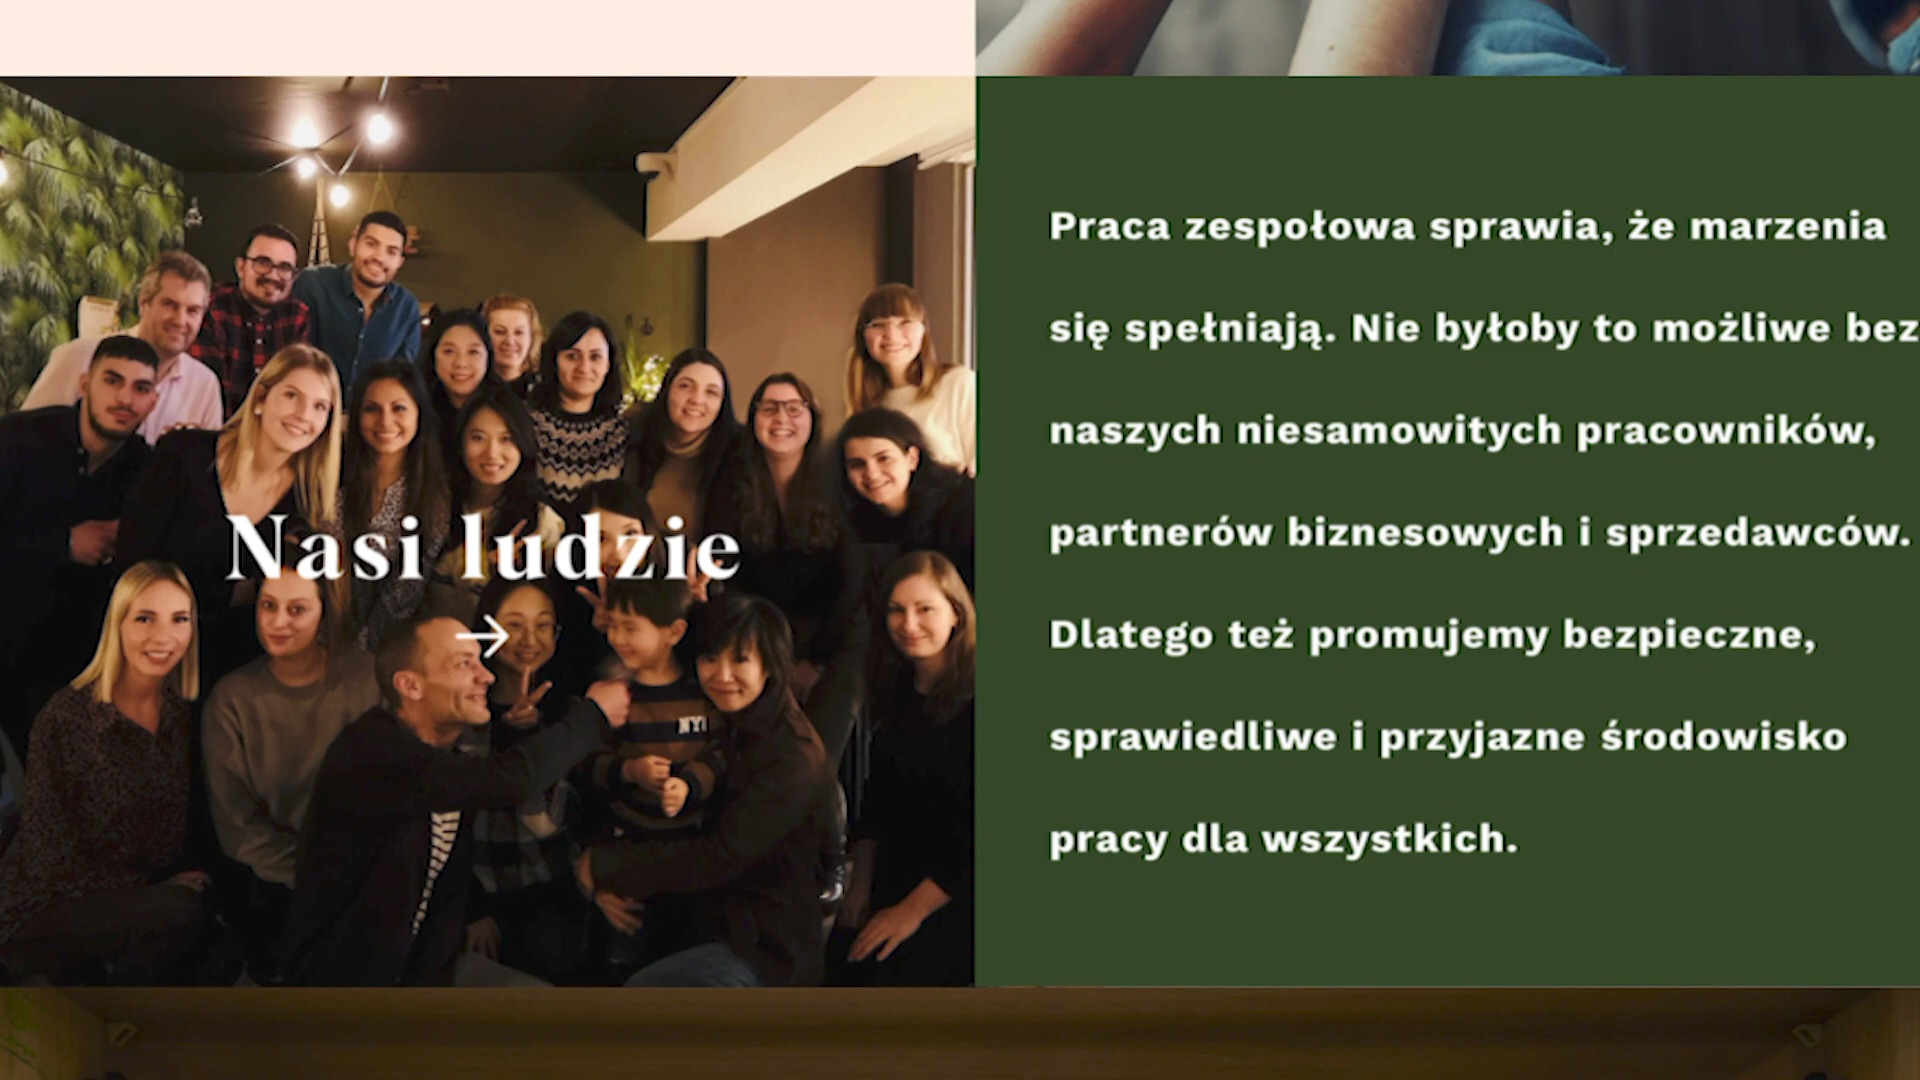 Nasi ludzie
→
Praca zespołowa sprawia, że marzenia
się spełniają. Nie byłoby to możliwe bez
naszych niesamowitych pracowników,
partnerów biznesowych i sprzedawców.
Dlatego też promujemy bezpieczne,
sprawiedliwe i przyjazne środowisko
pracy dla wszystkich.
NY